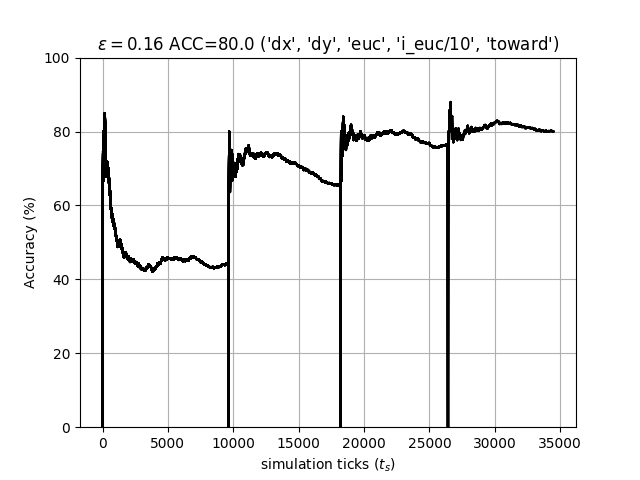 ε = 0.16 ACC=80.0 ('dx', 'dy', 'euc', 'i_euc/10', 'toward')
100
80
60
40
20
0
Accuracy (%)
0 5000 10000 15000 20000 25000 30000 35000
simulation ticks (tₛ)